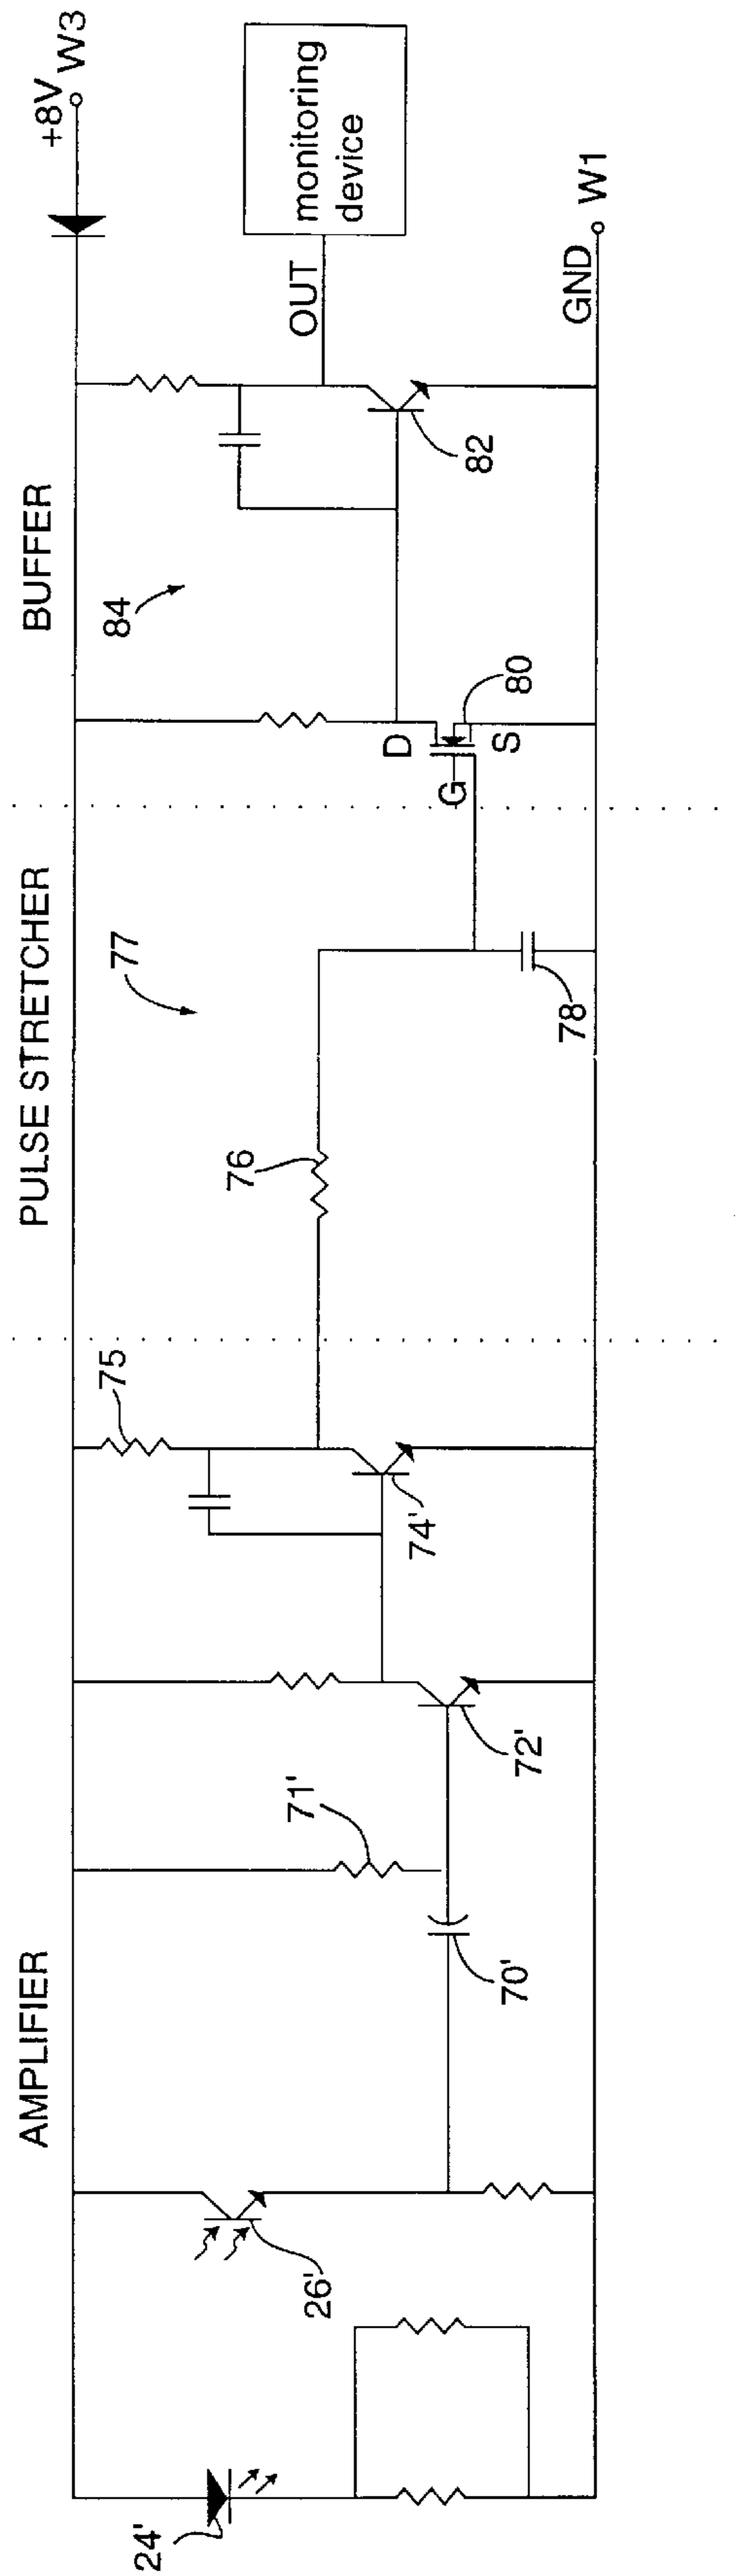 AMPLIFIER
PULSE STRETCHER
BUFFER
+8V
W3
24'
26'
70'
71'
72'
74'
75
76
77
78
G
D
S
80
84
82
OUT
monitoring
device
GND
W1